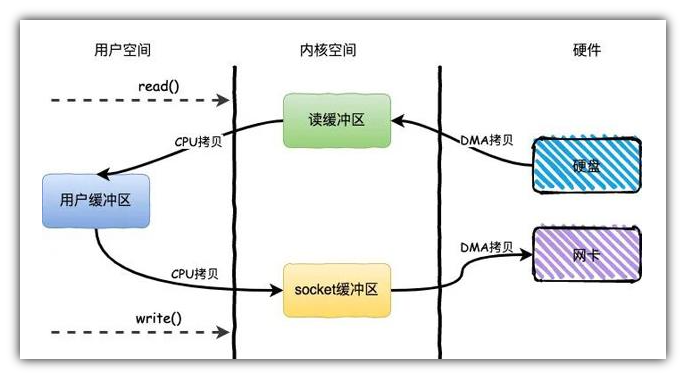 用户空间
内核空间
硬件
read()
读缓冲区
CPU拷贝
DMA拷贝
硬盘
用户缓冲区
DMA拷贝
网卡
CPU拷贝
socket缓冲区
write()